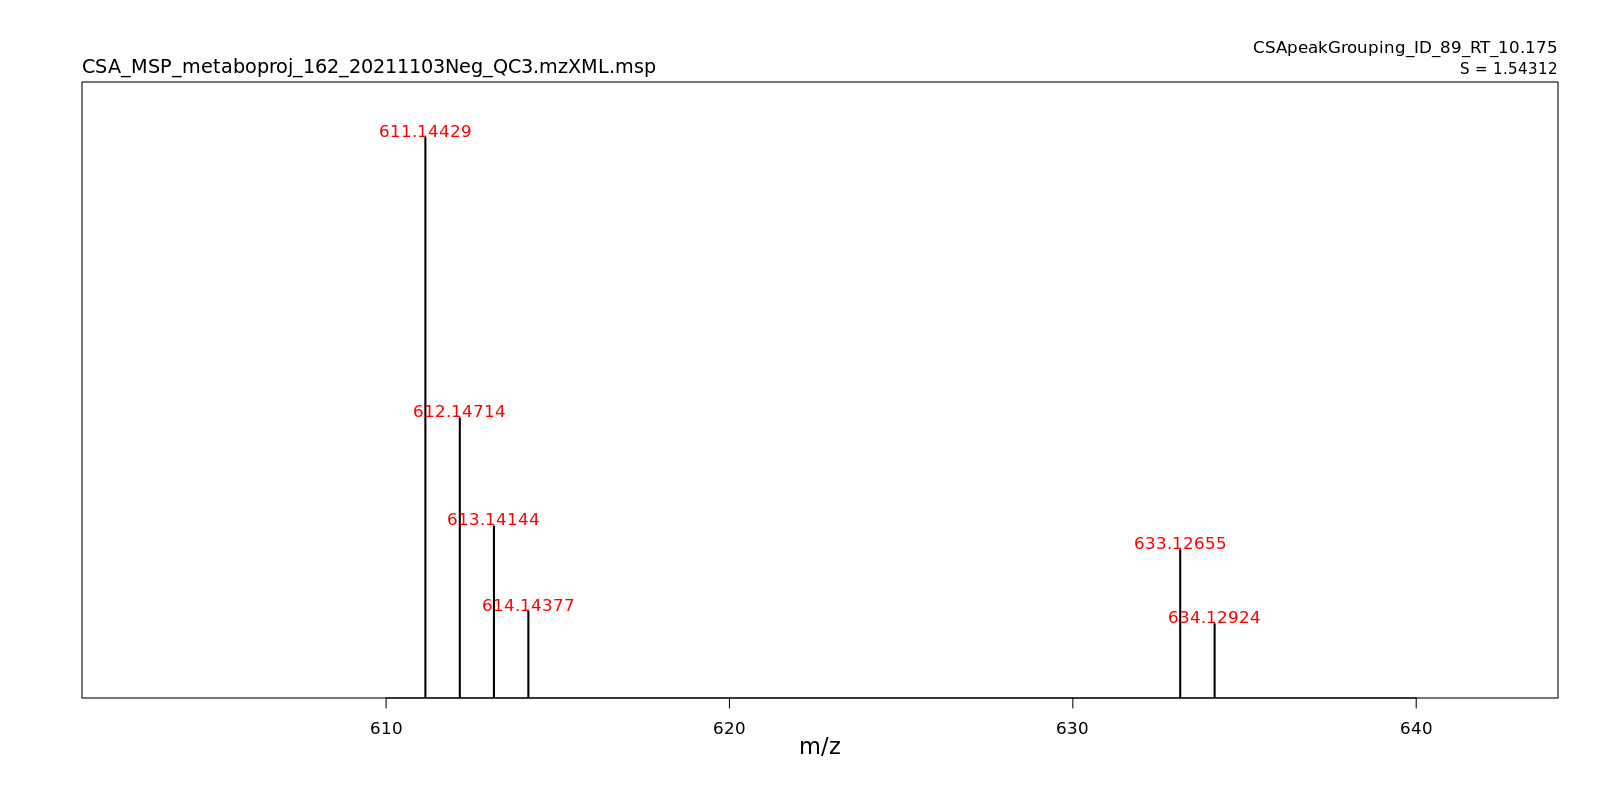 CSApeakGrouping_ID_89_RT_10.175
CSA_MSP_metaboproj_162_20211103Neg_QC3.mzXML.msp
S = 1.54312
611.14429
612.14714
613.14144
633.12655
614.14377
634.12924
610
620
630
640
m/z